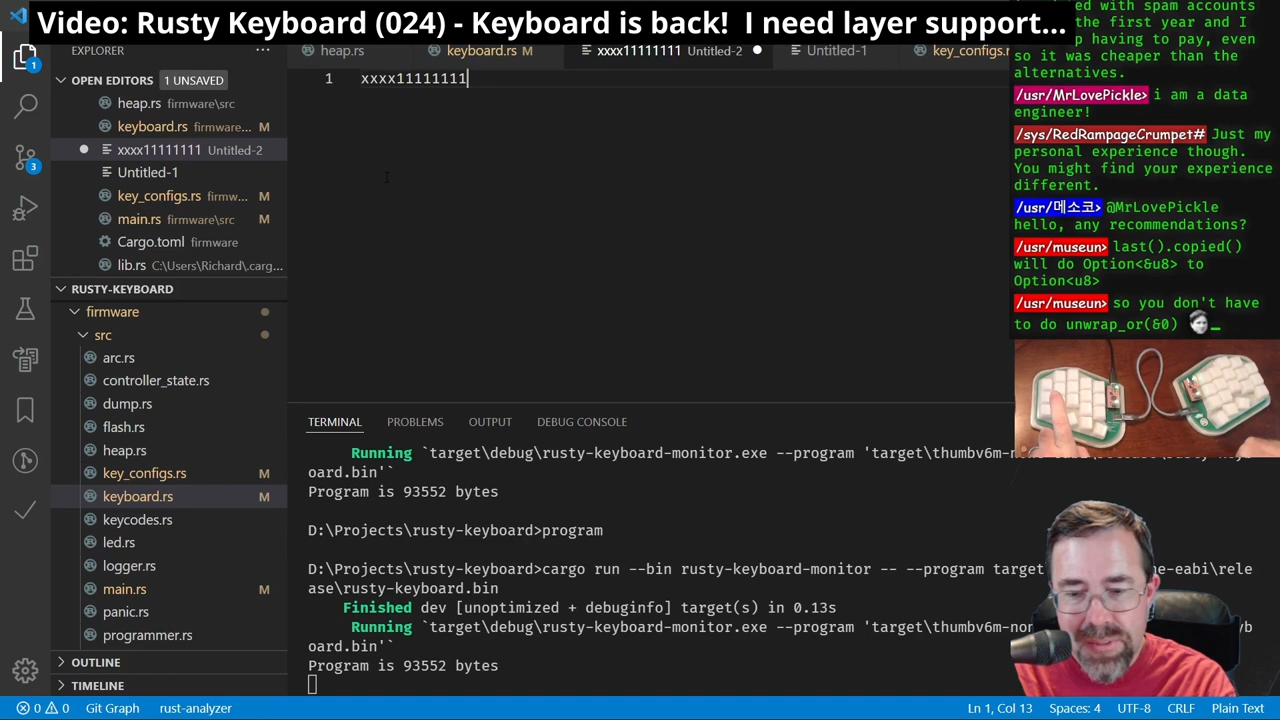 Video: Rusty Keyboard (024) - Keyboard is back! I need layer support...
EXPLORER
heap.rs
keyboard.rs M
xxxx11111111 Untitled-2
Untitled-1
key_configs.r
1 xxxx11111111
OPEN EDITORS 1 UNSAVED
heap.rs firmware\src
keyboard.rs firmware... M
xxxx11111111 Untitled-2
Untitled-1
key_configs.rs firmw... M
main.rs firmware\src M
Cargo.toml firmware
lib.rs C:\Users\Richard\.carg...
RUSTY-KEYBOARD
firmware
src
arc.rs
controller_state.rs
dump.rs
flash.rs
heap.rs
key_configs.rs M
keyboard.rs M
keycodes.rs
led.rs
logger.rs
main.rs M
panic.rs
programmer.rs
OUTLINE
TIMELINE
1
3
TERMINAL PROBLEMS OUTPUT DEBUG CONSOLE
Running `target\debug\rusty-keyboard-monitor.exe --program 'target\thumbv6m-non
oard.bin'`
Program is 93552 bytes
D:\Projects\rusty-keyboard>program
D:\Projects\rusty-keyboard>cargo run --bin rusty-keyboard-monitor -- --program target
e-eabi\rele
ase\rusty-keyboard.bin
Finished dev [unoptimized + debuginfo] target(s) in 0.13s
Running `target\debug\rusty-keyboard-monitor.exe --program 'target\thumbv6m-non
yb
oard.bin'`
Program is 93552 bytes
with spam accounts
the first year and I
p having to pay, even
so it was cheaper than the
alternatives.
/usr/MrLovePickle> i am a data
engineer!
/sys/RedRampageCrumpet# Just my
personal experience though.
You might find your experience
different.
/usr/메소코> @MrLovePickle
hello, any recommendations?
/usr/museun> last().copied()
will do Option<&u8> to
Option<u8>
/usr/museun> so you don't have
to do unwrap_or(&0)
0 0 Git Graph rust-analyzer Ln 1, Col 13 Spaces: 4 UTF-8 CRLF Plain Text